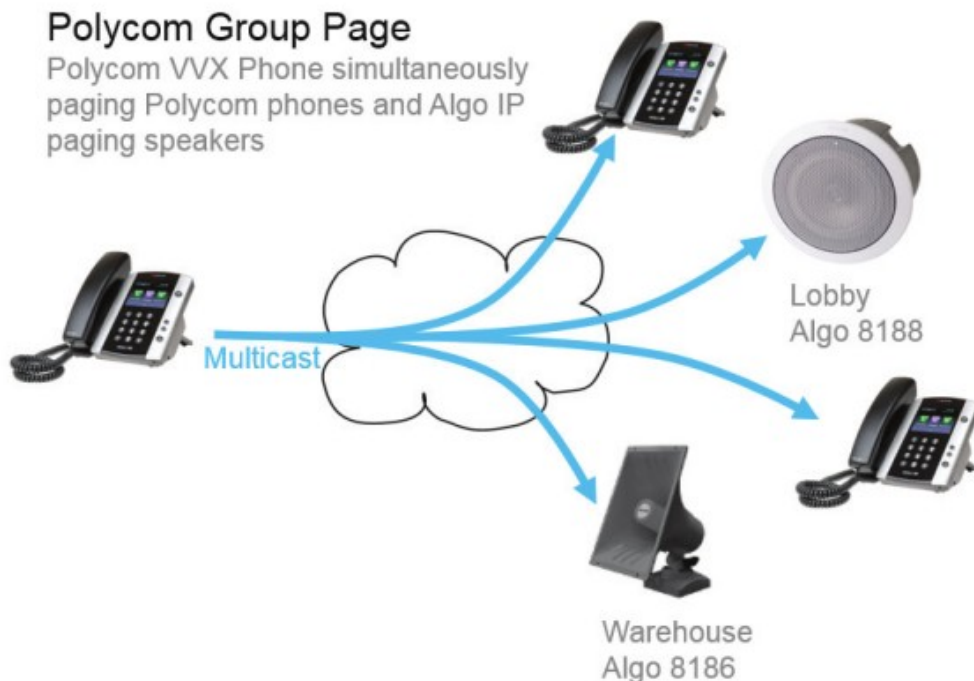 Polycom Group Page
Polycom VVX Phone simultaneously
paging Polycom phones and Algo IP
paging speakers
Lobby
Algo 8188
Multicast
Warehouse
Algo 8186